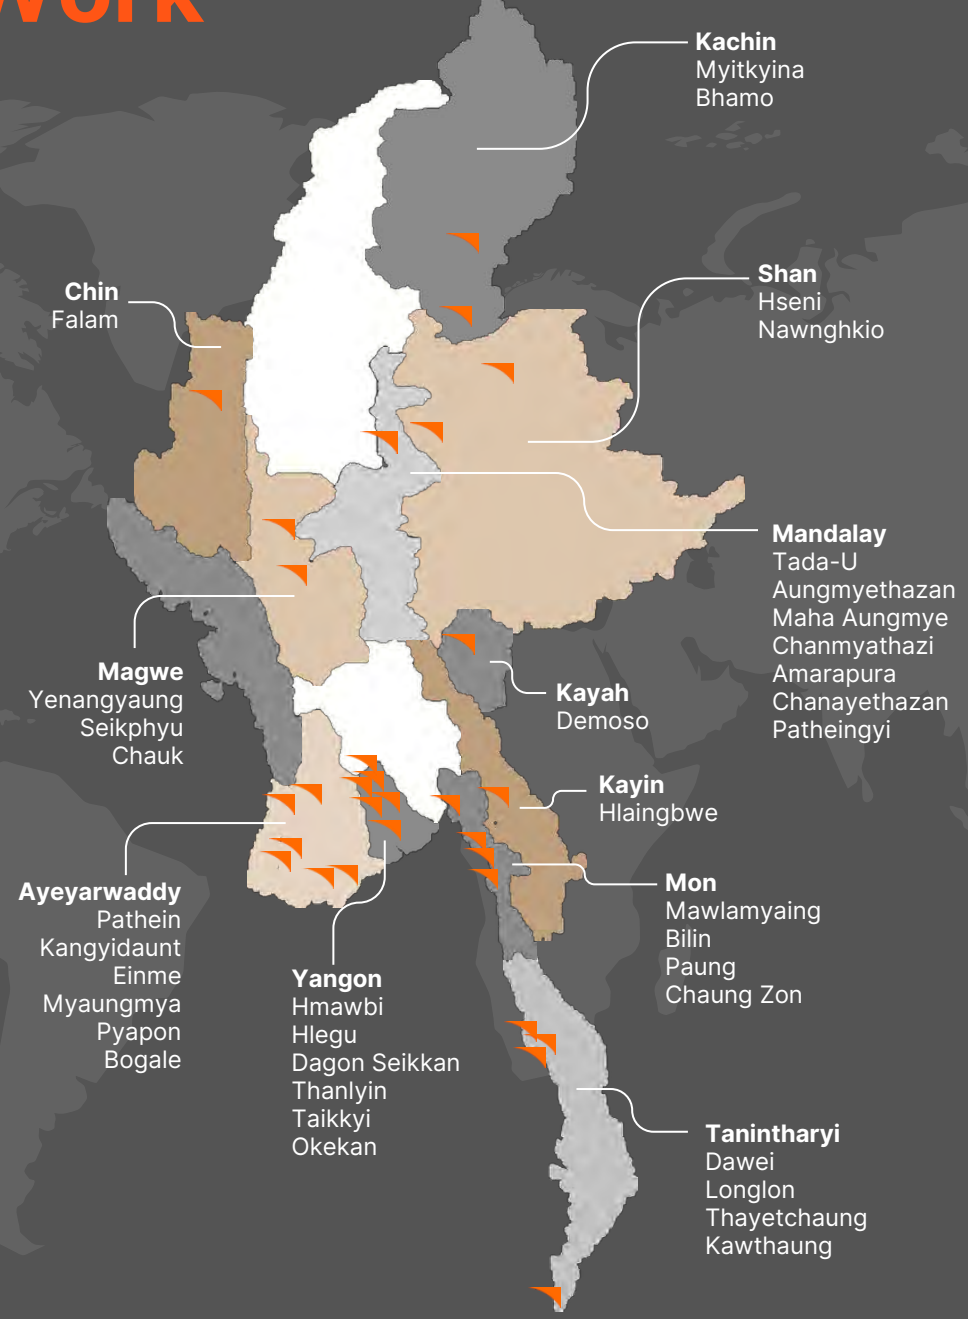 Work
Kachin
Myitkyina
Bhamo
Shan
Hseni
Nawnghkio
Chin
Falam
Mandalay
Tada-U
Aungmyethazan
Maha Aungmye
Chanmyathazi
Amarapura
Chanayethazan
Patheingyi
Magwe
Yenangyaung
Seikphyu
Chauk
Kayah
Demoso
Kayin
Hlaingbwe
Ayeyarwaddy
Pathein
Kangyidaunt
Einme
Myaungmya
Pyapon
Bogale
Mon
Mawlamyaing
Bilin
Paung
Chaung Zon
Yangon
Hmawbi
Hlegu
Dagon Seikkan
Thanlyin
Taikkyi
Okekan
Tanintharyi
Dawei
Longlon
Thayetchaung
Kawthaung